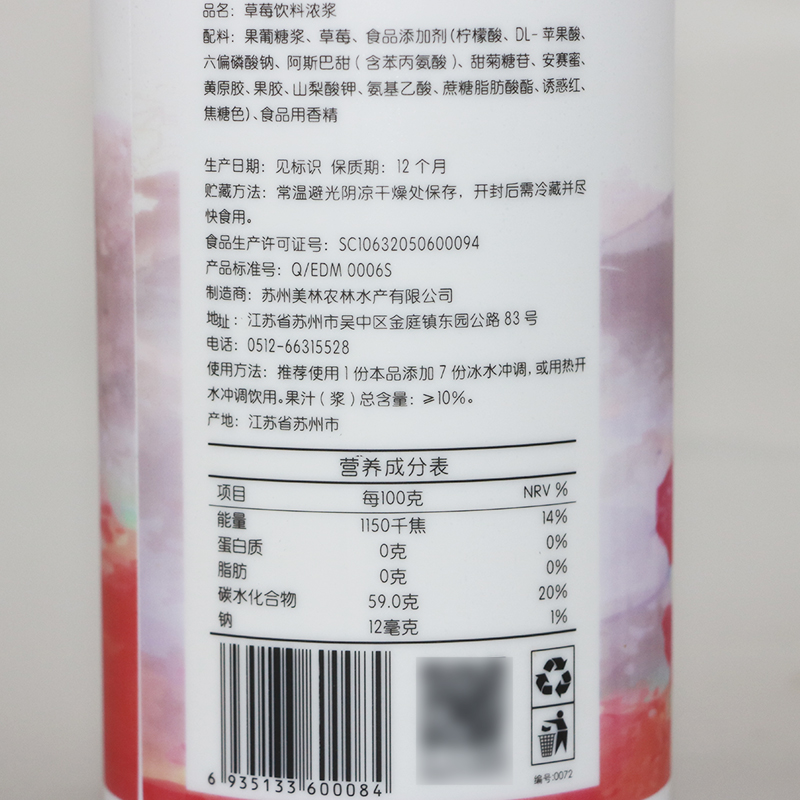 品名：草莓饮料浓浆
配料：果葡糖浆、草莓、食品添加剂(柠檬酸、DL-苹果酸、
六偏磷酸钠、阿斯巴甜(含苯丙氨酸)、甜菊糖苷、安赛蜜、
黄原胶、果胶、山梨酸钾、氨基乙酸、蔗糖脂肪酸酯、诱惑红、
焦糖色)、食品用香精
生产日期：见标识 保质期：12个月
贮藏方法：常温避光阴凉干燥处保存，开封后需冷藏并尽
快食用。
食品生产许可证号：SC10632050600094
产品标准号：Q/EDM 0006S
制造商：苏州美林农林水产有限公司
地址：江苏省苏州市吴中区金庭镇东园公路83号
电话：0512-66315528
使用方法：推荐使用1份本品添加7份冰水冲调，或用热开
水冲调饮用。果汁(浆)总含量：≥10%。
产地：江苏省苏州市
营养成分表
项目 每100克 NRV %
能量 1150千焦 14%
蛋白质 0克 0%
脂肪 0克 0%
碳水化合物 59.0克 20%
钠 12毫克 1%
6 935133 600084
编号:0072